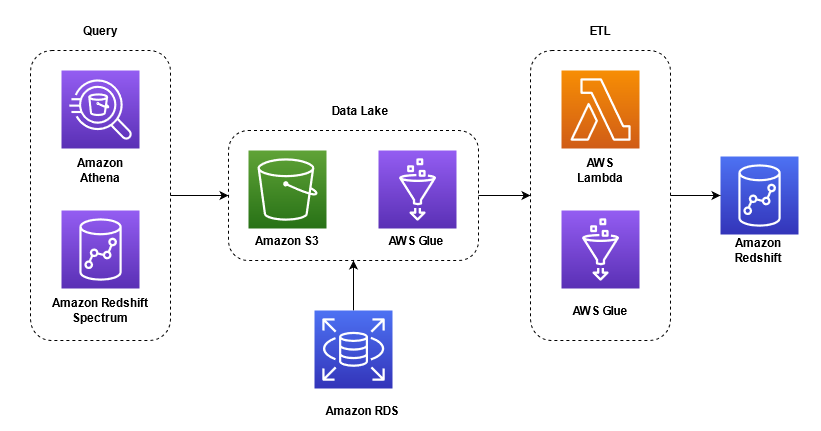 Query
Amazon
Athena
Amazon Redshift
Spectrum
Data Lake
Amazon S3
AWS Glue
Amazon RDS
ETL
AWS
Lambda
AWS Glue
Amazon
Redshift